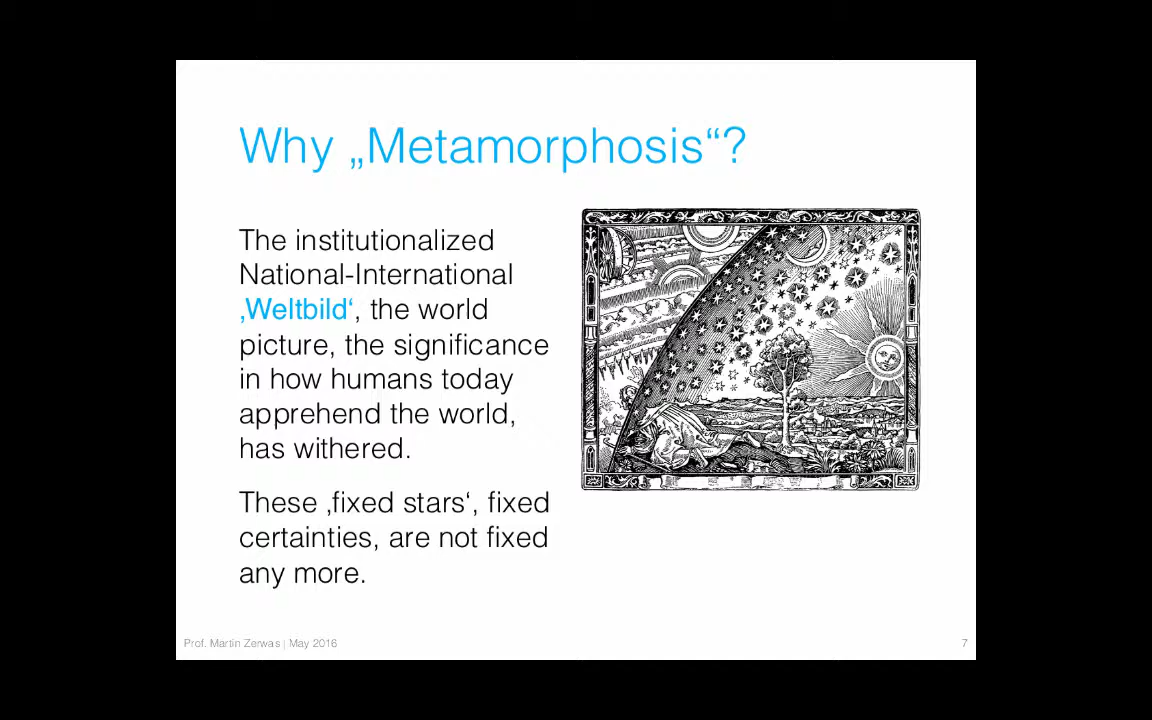 Why „Metamorphosis“?
The institutionalized
National-International
‚Weltbild‘, the world
picture, the significance
in how humans today
apprehend the world,
has withered.
These ‚fixed stars‘, fixed
certainties, are not fixed
any more.
Prof. Martin Zerwas | May 2016
7